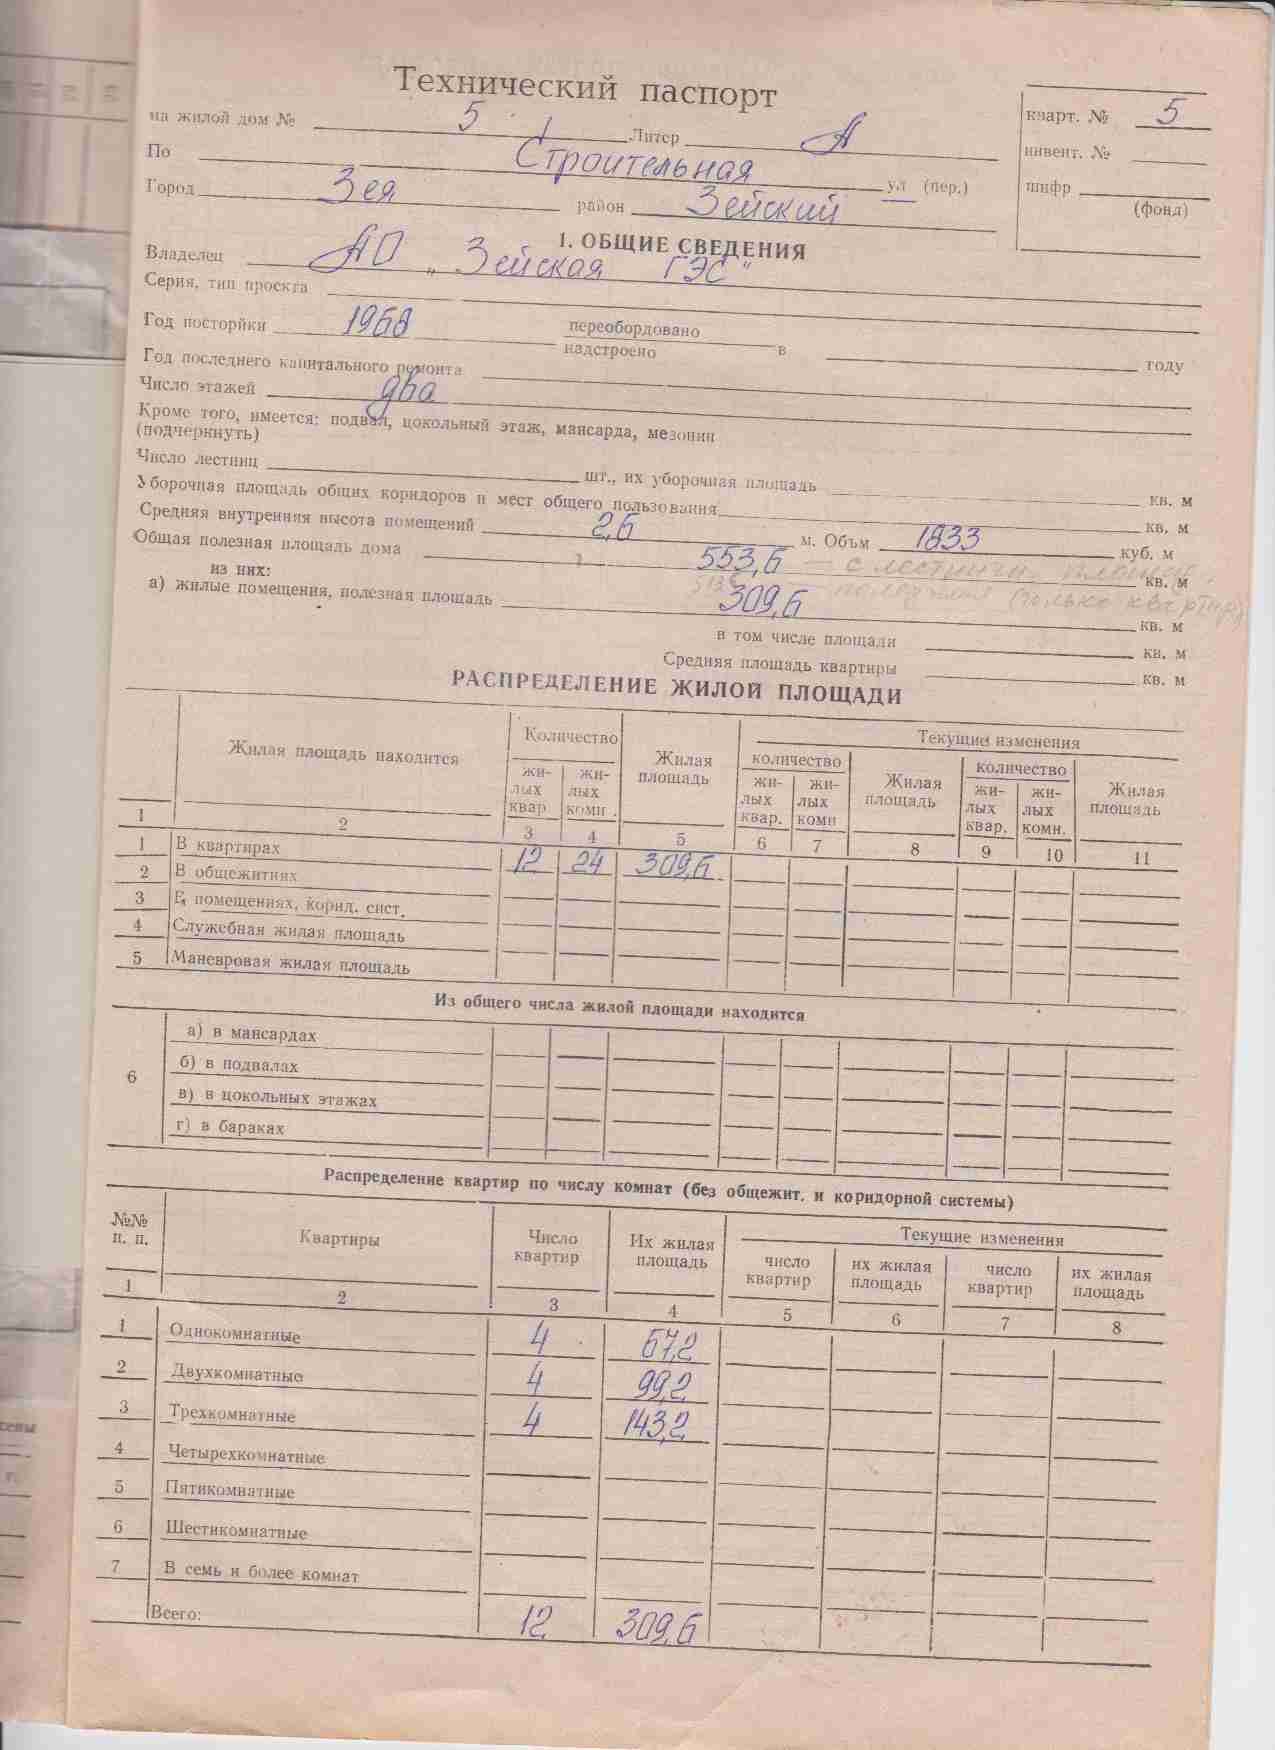 Технический паспорт
на жилой дом № 5 Литер А
кварт. № 5
По Строительная ул (пер.)
инвент. №
Город Зея район Зейский
шифр
(фонд)
1. ОБЩИЕ СВЕДЕНИЯ
Владелец АО „Зейская ГЭС"
Серия, тип проекта
Год посторйки 1968 переобордовано
надстроено в году
Год последнего капитального ремонта
Число этажей два
Кроме того, имеется: подвал, цокольный этаж, мансарда, мезонин
(подчеркнуть)
Число лестниц шт., их уборочная площадь кв. м
Уборочная площадь общих коридоров и мест общего пользования кв. м
Средняя внутренняя высота помещений 2,6 м. Объм 1833 куб. м
Общая полезная площадь дома 553,6 — с лестничн. площад. кв. м
из них: — полезная (только квартир)
а) жилые помещения, полезная площадь 309,6 кв. м
в том числе площади кв. м
Средняя площадь квартиры кв. м
РАСПРЕДЕЛЕНИЕ ЖИЛОЙ ПЛОЩАДИ
Жилая площадь находится Количество Жилая площадь Текущие изменения
количество Жилая площадь количество Жилая площадь
жилых квар. жилых комн. жилых квар. жилых комн жилых квар. жилых комн.
1 2 3 4 5 6 7 8 9 10 11
1 В квартирах 12 24 309,6
2 В общежитиях
3 В помещениях, корид. сист.
4 Служебная жилая площадь
5 Маневровая жилая площадь
Из общего числа жилой площади находится
6 а) в мансардах
б) в подвалах
в) в цокольных этажах
г) в бараках
Распределение квартир по числу комнат (без общежит. и коридорной системы)
№№ п. п. Квартиры Число квартир Их жилая площадь Текущие изменения
число квартир их жилая площадь число квартир их жилая площадь
1 2 3 4 5 6 7 8
1 Однокомнатные 4 67,2
2 Двухкомнатные 4 99,2
3 Трехкомнатные 4 143,2
4 Четырехкомнатные
5 Пятикомнатные
6 Шестикомнатные
7 В семь и более комнат
Всего: 12 309,6